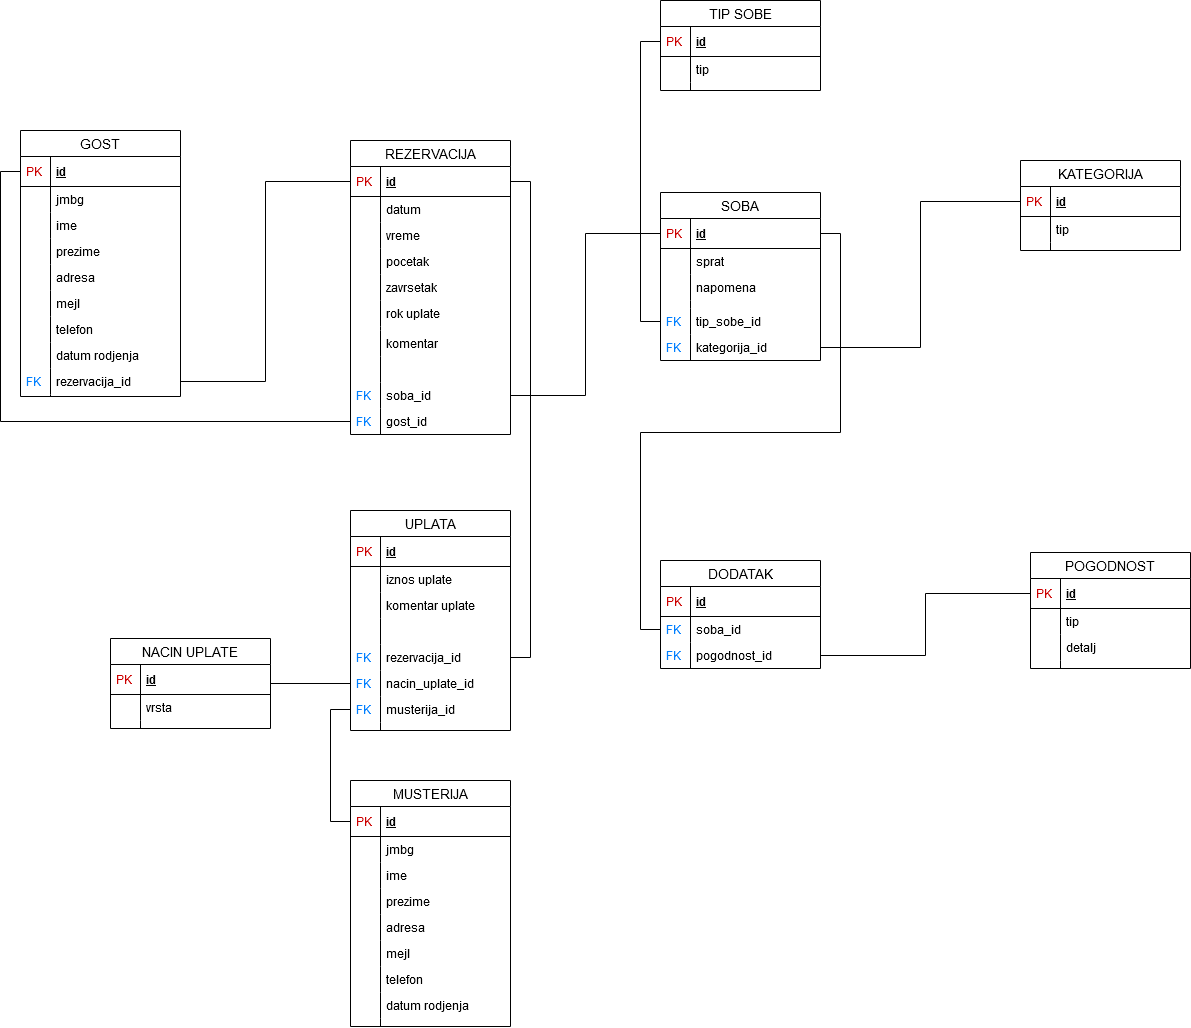 TIP SOBE
PK id
tip
GOST
PK id
jmbg
ime
prezime
adresa
mejl
telefon
datum rodjenja
FK rezervacija_id
REZERVACIJA
PK id
datum
vreme
pocetak
zavrsetak
rok uplate
komentar
FK soba_id
FK gost_id
SOBA
PK id
sprat
napomena
FK tip_sobe_id
FK kategorija_id
KATEGORIJA
PK id
tip
UPLATA
PK id
iznos uplate
komentar uplate
FK rezervacija_id
FK nacin_uplate_id
FK musterija_id
NACIN UPLATE
PK id
vrsta
DODATAK
PK id
FK soba_id
FK pogodnost_id
POGODNOST
PK id
tip
detalj
MUSTERIJA
PK id
jmbg
ime
prezime
adresa
mejl
telefon
datum rodjenja